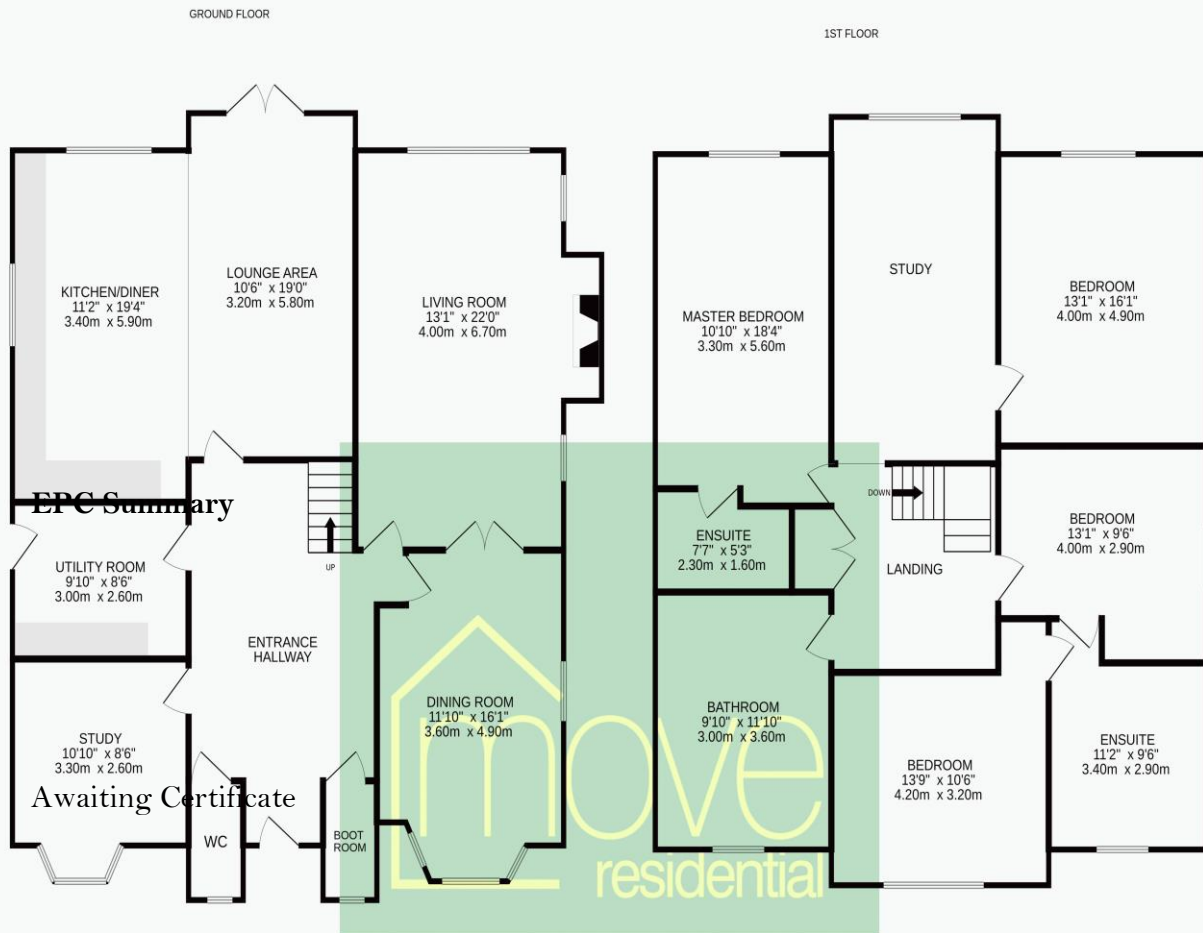 GROUND FLOOR
1ST FLOOR
KITCHEN/DINER
11'2" x 19'4"
3.40m x 5.90m
LOUNGE AREA
10'6" x 19'0"
3.20m x 5.80m
LIVING ROOM
13'1" x 22'0"
4.00m x 6.70m
EPC Summary
UTILITY ROOM
9'10" x 8'6"
3.00m x 2.60m
UP
ENTRANCE
HALLWAY
STUDY
10'10" x 8'6"
3.30m x 2.60m
Awaiting Certificate
WC
BOOT
ROOM
DINING ROOM
11'10" x 16'1"
3.60m x 4.90m
MASTER BEDROOM
10'10" x 18'4"
3.30m x 5.60m
STUDY
BEDROOM
13'1" x 16'1"
4.00m x 4.90m
DOWN
ENSUITE
7'7" x 5'3"
2.30m x 1.60m
LANDING
BEDROOM
13'1" x 9'6"
4.00m x 2.90m
BATHROOM
9'10" x 11'10"
3.00m x 3.60m
BEDROOM
13'9" x 10'6"
4.20m x 3.20m
ENSUITE
11'2" x 9'6"
3.40m x 2.90m
move
residential